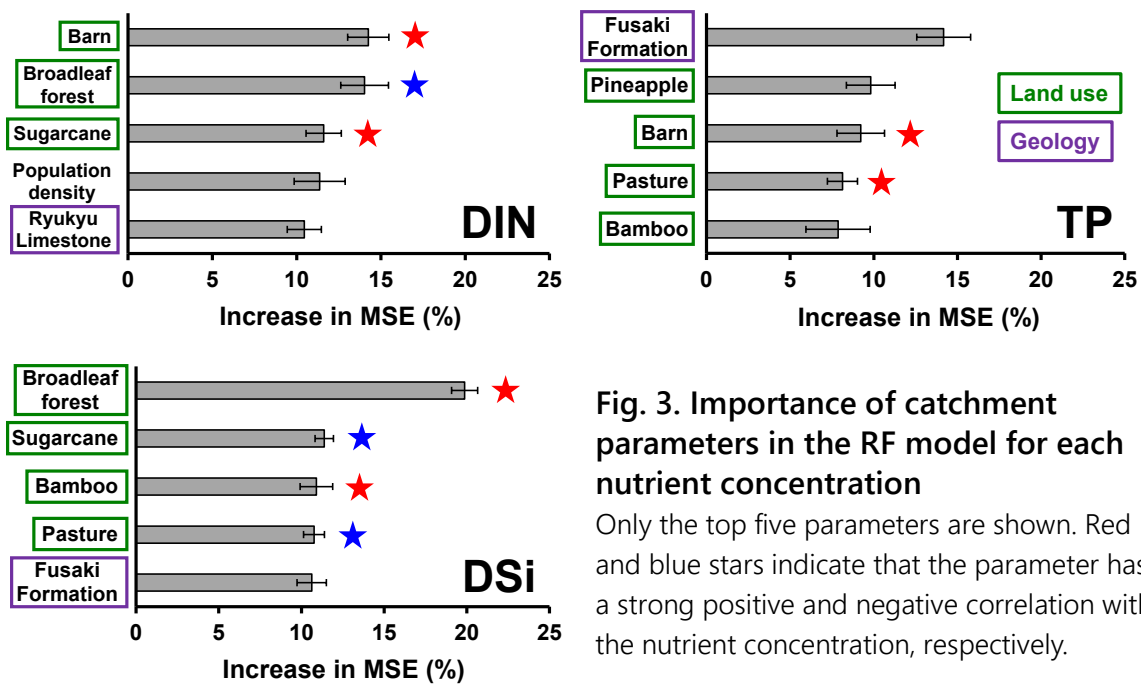 Barn
Broadleaf
forest
Sugarcane
Population
density
Ryukyu
Limestone
DIN
0 5 10 15 20 25
Increase in MSE (%)
Fusaki
Formation
Pineapple
Barn
Pasture
Bamboo
Land use
Geology
TP
0 5 10 15 20 25
Increase in MSE (%)
Broadleaf
forest
Sugarcane
Bamboo
Pasture
Fusaki
Formation
DSi
0 5 10 15 20 25
Increase in MSE (%)
Fig. 3. Importance of catchment
parameters in the RF model for each
nutrient concentration
Only the top five parameters are shown. Red
and blue stars indicate that the parameter has
a strong positive and negative correlation with
the nutrient concentration, respectively.